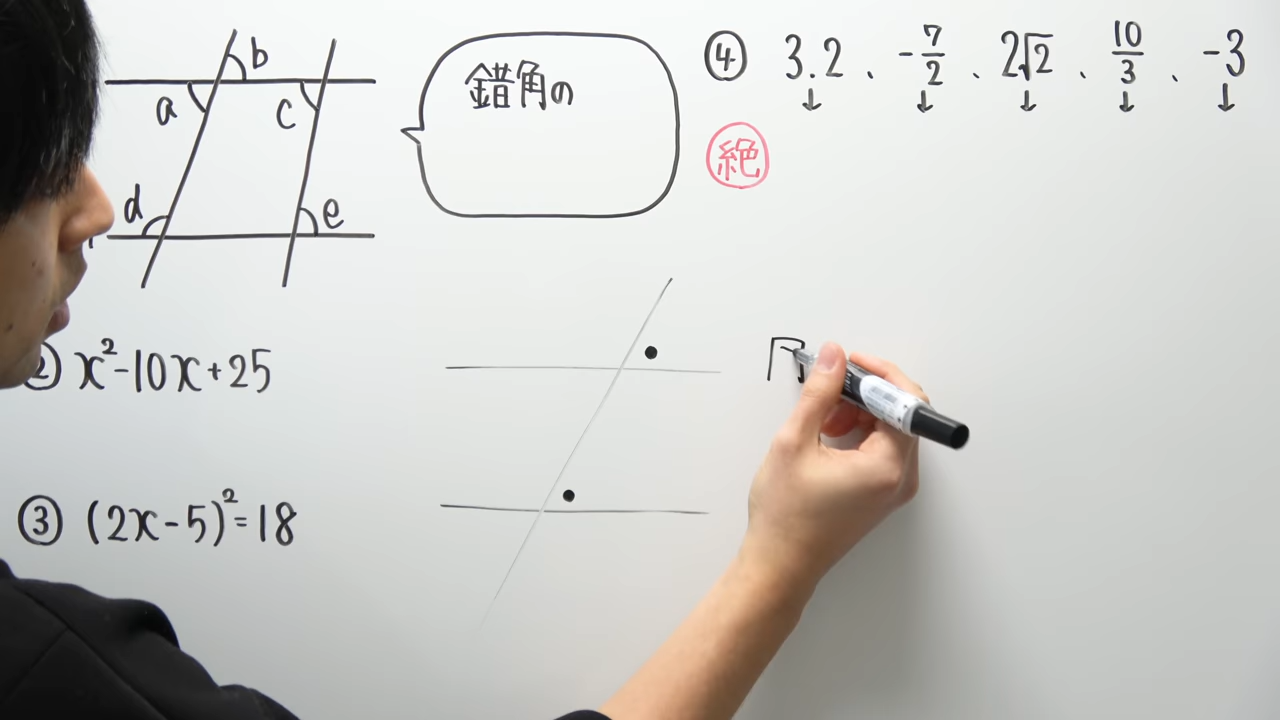 b
a
c
d
e
錯角の
④ 3.2 、 -7/2 、 2√2 、 10/3 、 -3
↓ ↓ ↓ ↓ ↓
絶
② x²-10x+25
③ (2x-5)²=18